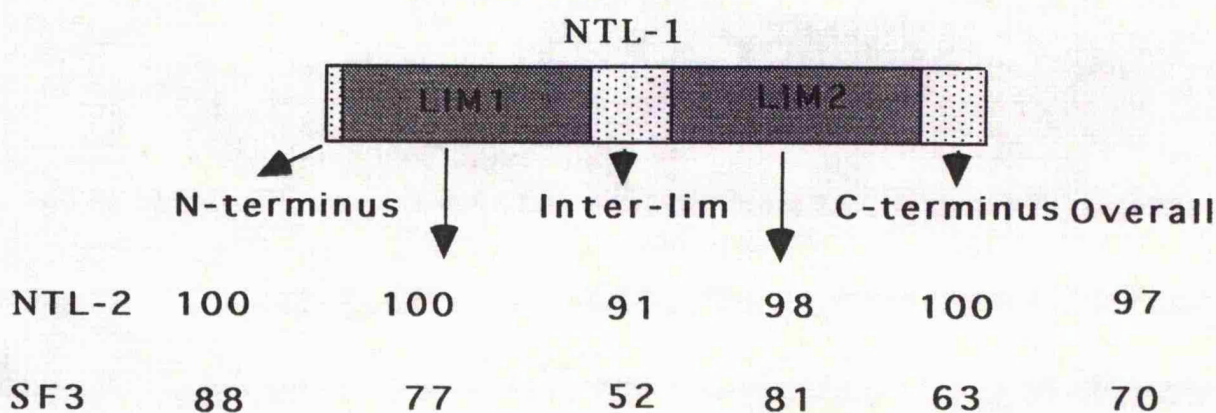 NTL-1
LIM1 LIM2
N-terminus Inter-lim C-terminus Overall
NTL-2 100 100 91 98 100 97
SF3 88 77 52 81 63 70